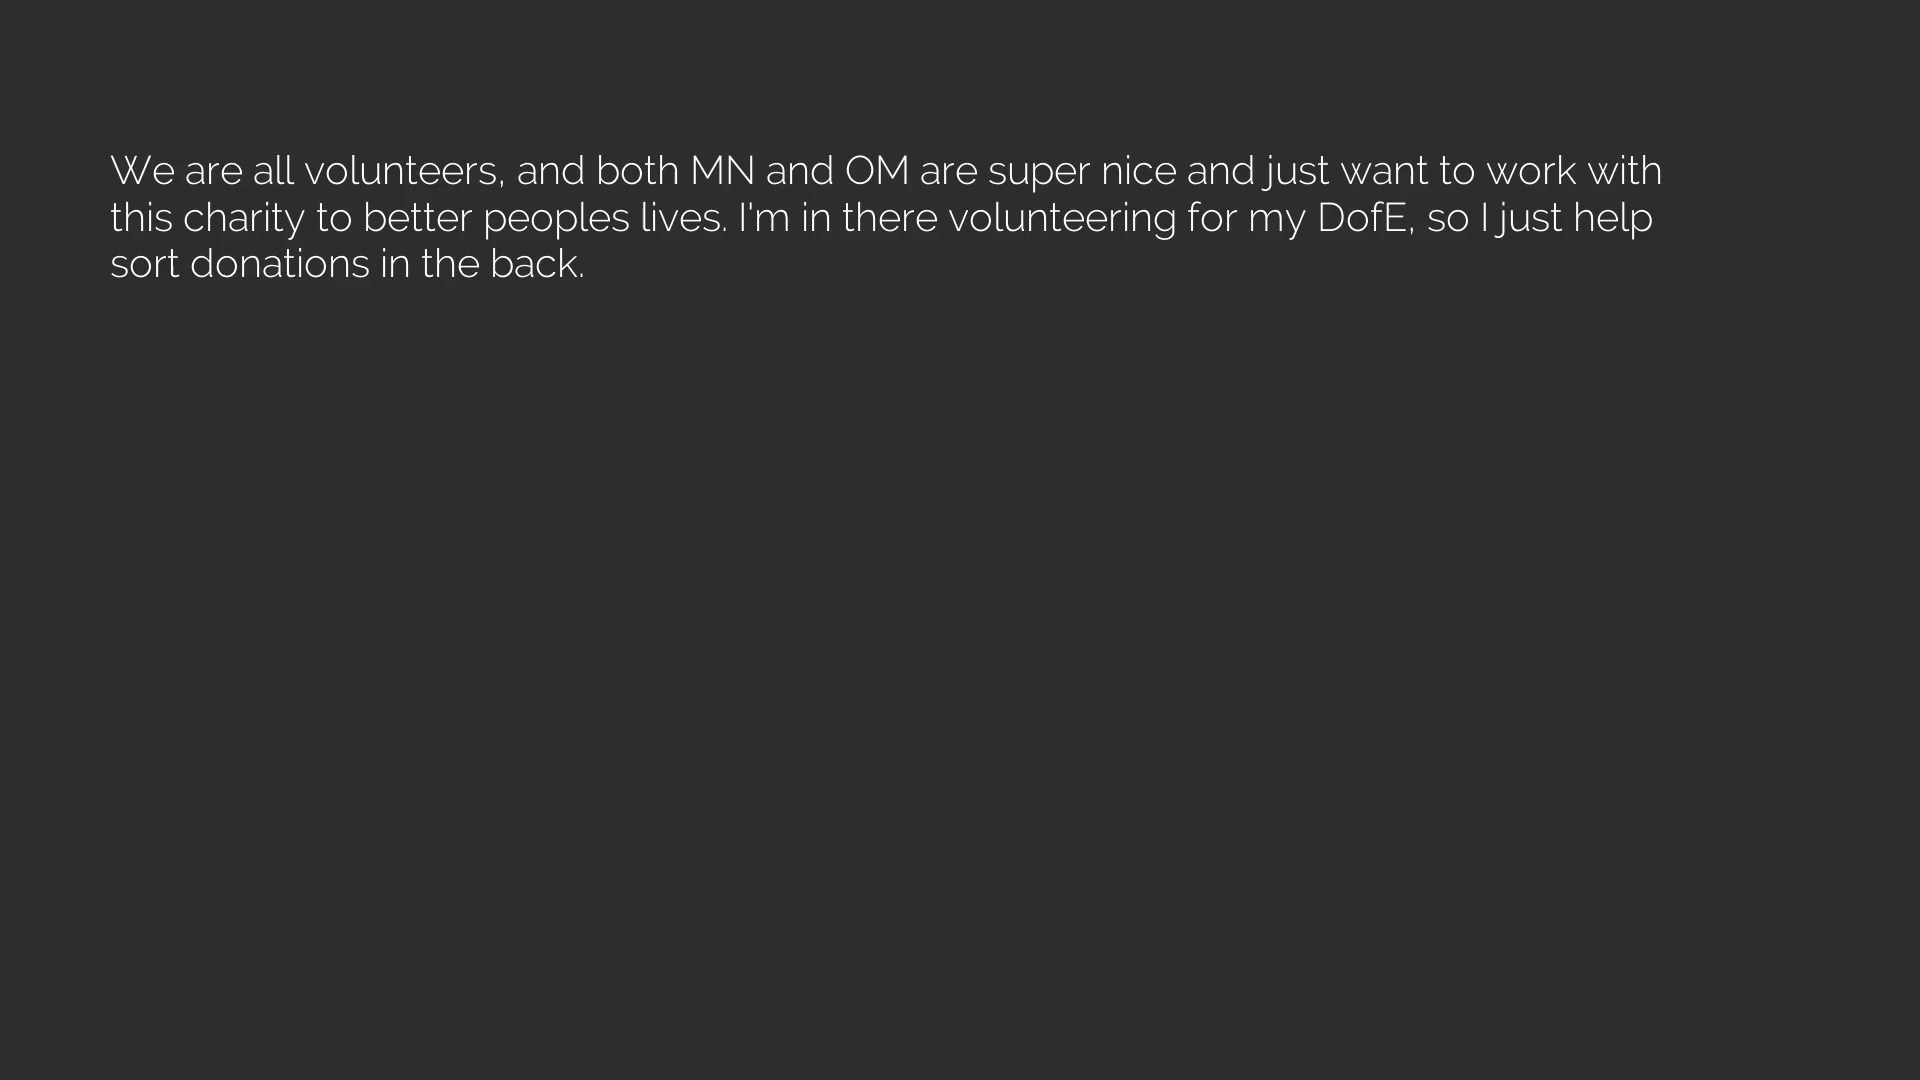 We are all volunteers, and both MN and OM are super nice and just want to work with
this charity to better peoples lives. I'm in there volunteering for my DofE, so I just help
sort donations in the back.